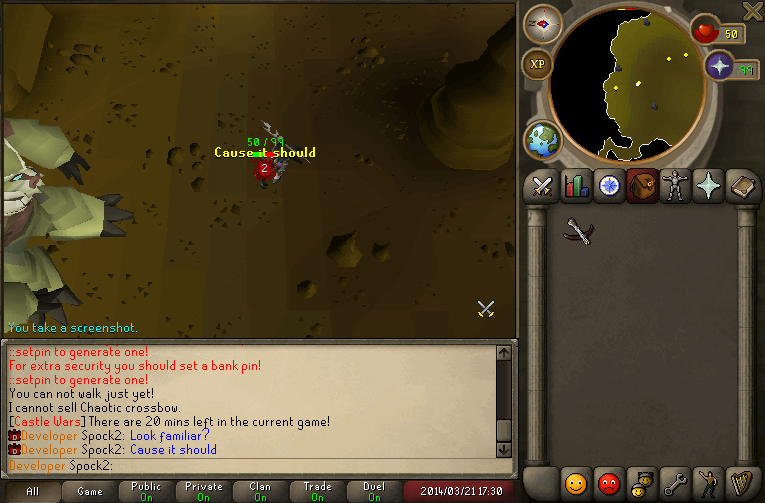 50 / 99
Cause it should
2
You take a screenshot.
50
XP
99
::setpin to generate one!
For extra security you should set a bank pin!
::setpin to generate one!
You can not walk just yet!
I cannot sell Chaotic crossbow.
[Castle Wars] There are 20 mins left in the current game!
Developer Spock2: Look familiar?
Developer Spock2: Cause it should
Developer Spock2:
All
Game
Public
On
Private
On
Clan
On
Trade
On
Duel
On
2014/03/21 17:30